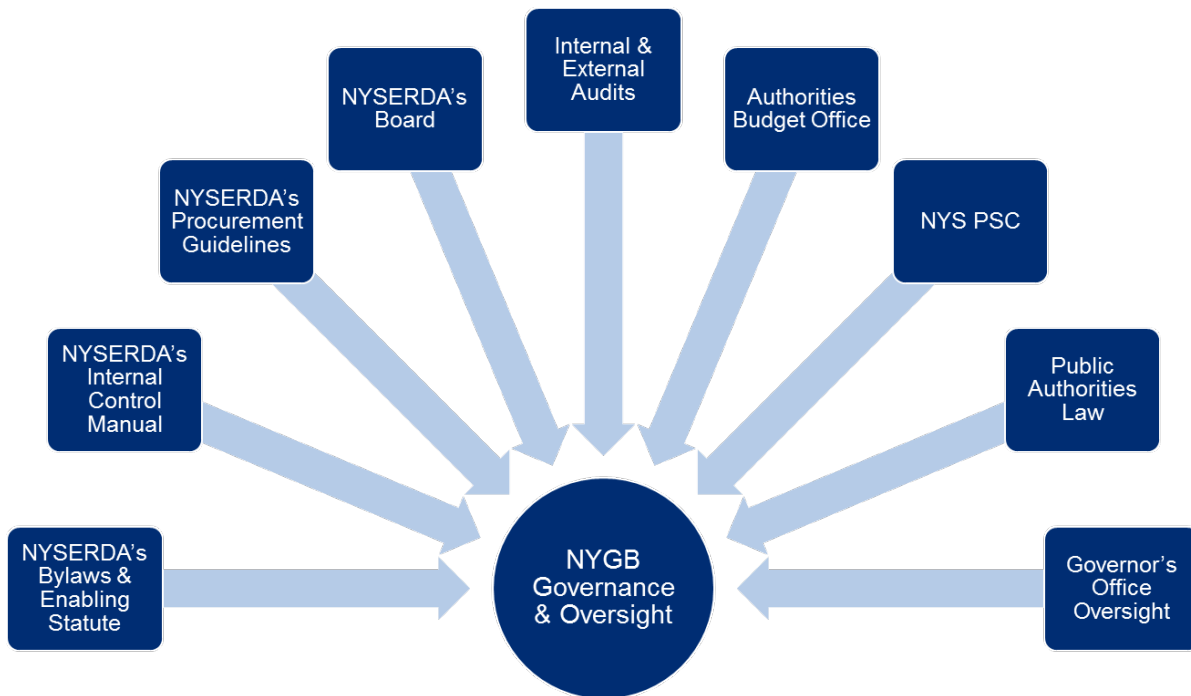 Internal &
External
Audits
NYSERDA's
Board
Authorities
Budget Office
NYSERDA's
Procurement
Guidelines
NYS PSC
NYSERDA's
Internal
Control
Manual
Public
Authorities
Law
NYSERDA's
Bylaws &
Enabling
Statute
NYGB
Governance
& Oversight
Governor's
Office
Oversight